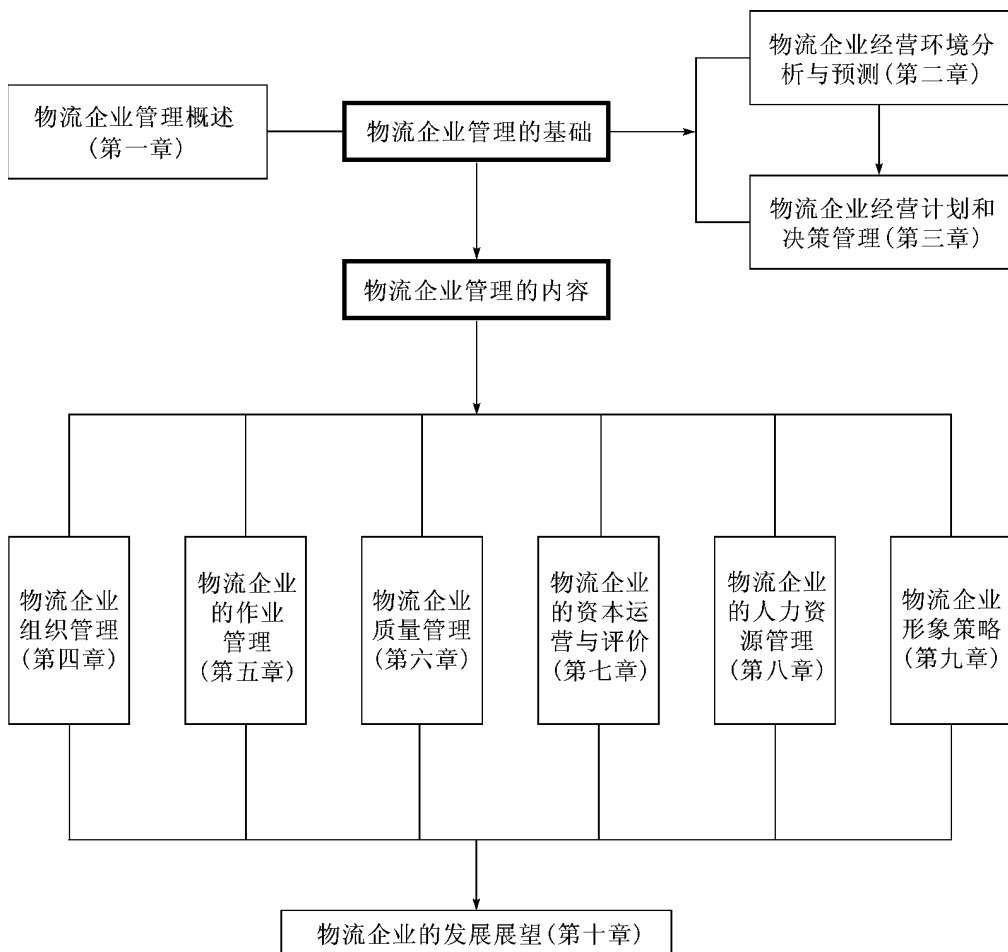 物流企业经营环境分
析与预测(第二章)
物流企业管理概述
(第一章)
物流企业管理的基础
物流企业经营计划和
决策管理(第三章)
物流企业管理的内容
物流企业
组织管理
(第四章)
物流企业
的作业
管理
(第五章)
物流企业
质量管理
(第六章)
物流企业
的资本运
营与评价
(第七章)
物流企业
的人力资
源管理
(第八章)
物流企业
形象策略
(第九章)
物流企业的发展展望(第十章)